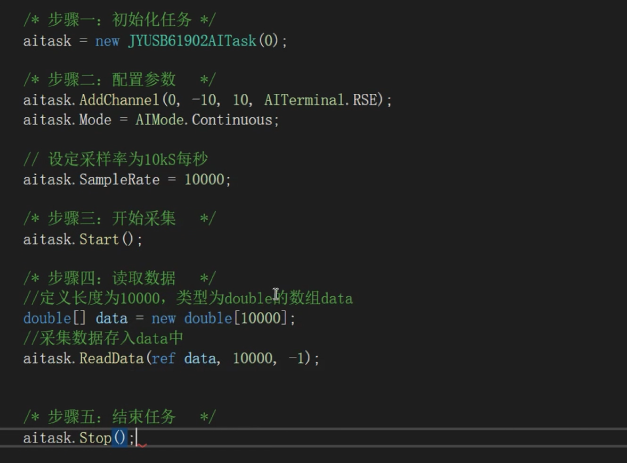 /* 步骤一：初始化任务 */
aitask = new JYUSB61902AITask(0);
/* 步骤二：配置参数 */
aitask.AddChannel(0, -10, 10, AITerminal.RSE);
aitask.Mode = AIMode.Continuous;
// 设定采样率为10kS每秒
aitask.SampleRate = 10000;
/* 步骤三：开始采集 */
aitask.Start();
/* 步骤四：读取数据 */
//定义长度为10000，类型为double的数组data
double[] data = new double[10000];
//采集数据存入data中
aitask.ReadData(ref data, 10000, -1);
/* 步骤五：结束任务 */
aitask.Stop();